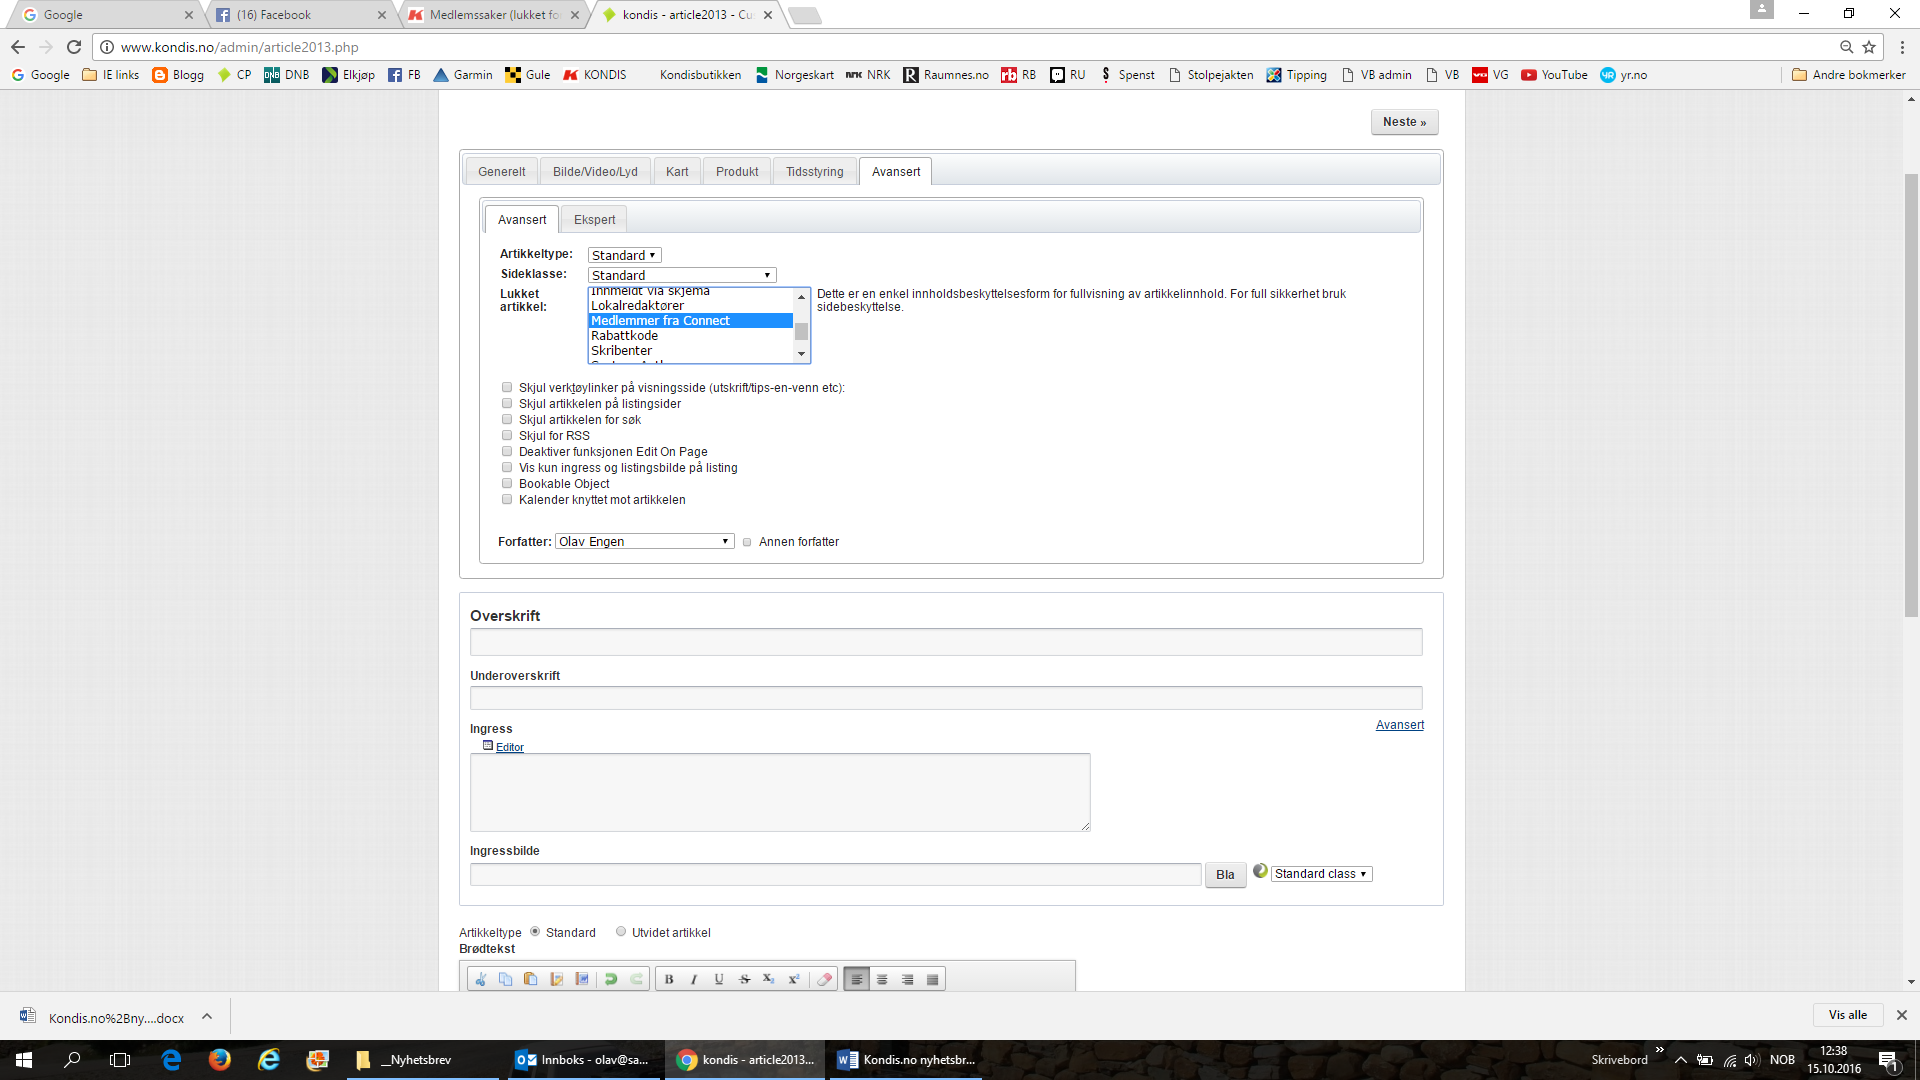 Google
(16) Facebook
Medlemssaker (lukket fo
kondis - article2013 - Cu
www.kondis.no/admin/article2013.php
Google IE links Blogg CP DNB Elkjøp FB Garmin Gule KONDIS Kondisbutikken Norgeskart NRK Raumnes.no RB RU Spenst Stolpejakten Tipping VB admin VB VG YouTube yr.no Andre bokmerker
Neste »
Generelt Bilde/Video/Lyd Kart Produkt Tidsstyring Avansert
Avansert Ekspert
Artikkeltype: Standard
Sideklasse: Standard
Lukket artikkel:
Innmeldt via skjema
Lokalredaktører
Medlemmer fra Connect
Rabattkode
Skribenter
Dette er en enkel innholdsbeskyttelsesform for fullvisning av artikkelinnhold. For full sikkerhet bruk
sidebeskyttelse.
Skjul verktøylinker på visningsside (utskrift/tips-en-venn etc):
Skjul artikkelen på listingsider
Skjul artikkelen for søk
Skjul for RSS
Deaktiver funksjonen Edit On Page
Vis kun ingress og listingsbilde på listing
Bookable Object
Kalender knyttet mot artikkelen
Forfatter: Olav Engen Annen forfatter
Overskrift
Underoverskrift
Ingress
Avansert
Editor
Ingressbilde
Bla Standard class
Artikkeltype Standard Utvidet artikkel
Brødtekst
B I U S X₂ X²
Kondis.no%2Bny....docx
Vis alle
__Nyhetsbrev
Innboks - olav@sa...
kondis - article2013...
Kondis.no nyhetsbr...
Skrivebord
NOB
12:38
15.10.2016
1